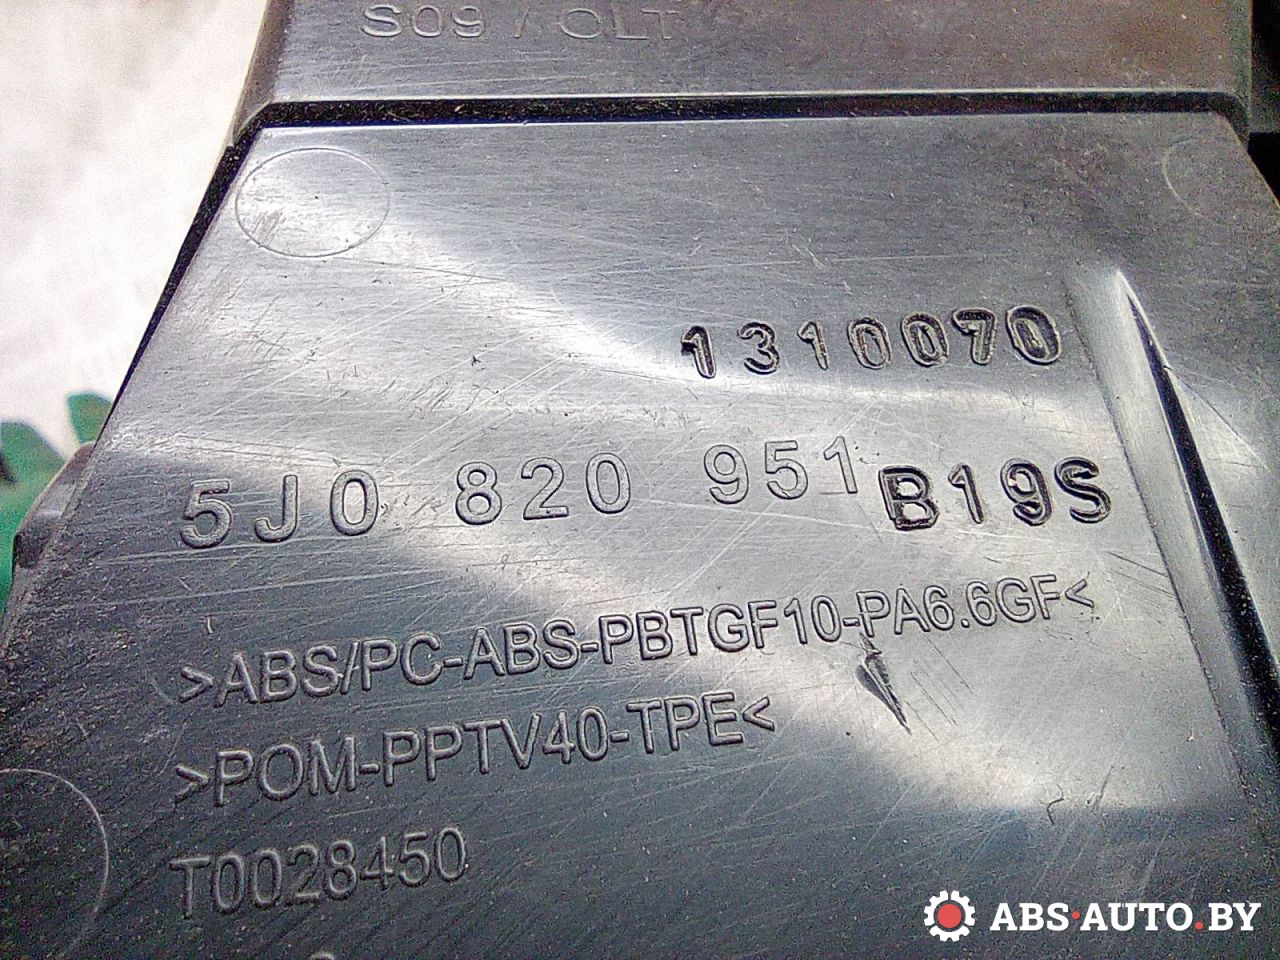 S09 / CLT
1310070
5J0 820 951 B19S
>ABS/PC-ABS-PBTGF10-PA6.6GF<
>POM-PPTV40-TPE<
T0028450
ABS·AUTO.BY